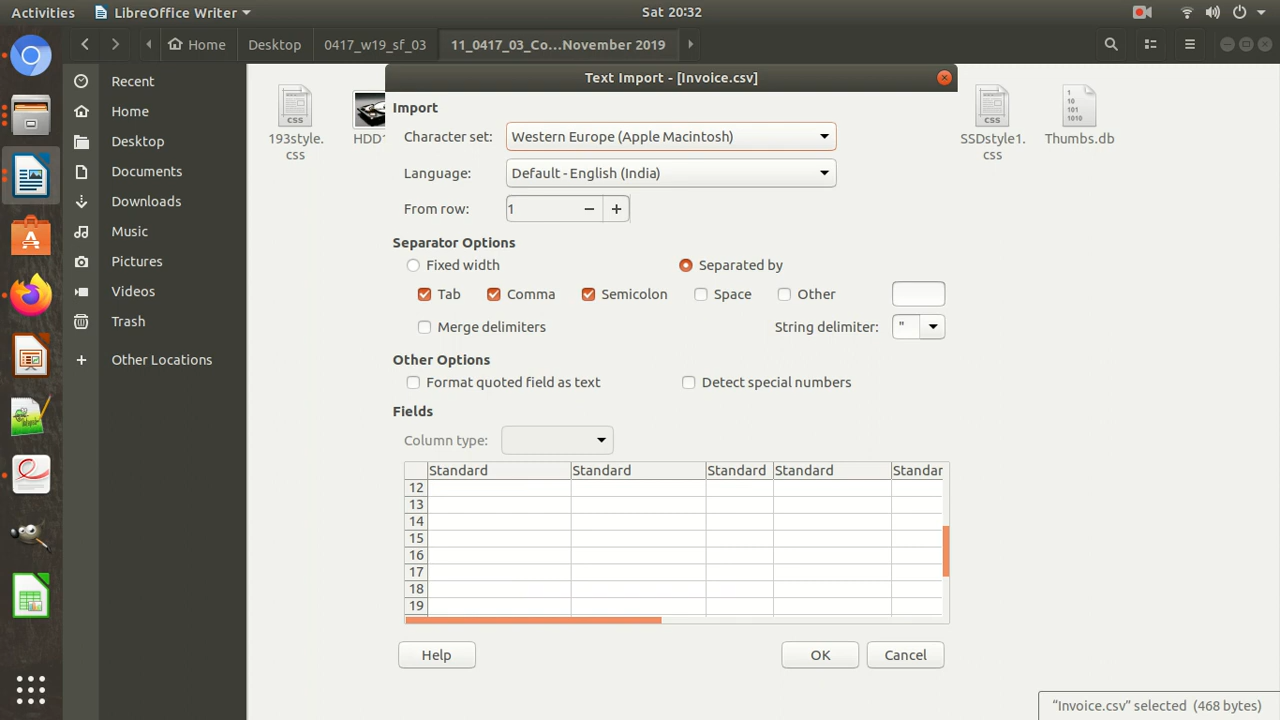 Activities
LibreOffice Writer
Sat 20:32
Home
Desktop
0417_w19_sf_03
11_0417_03_Co...November 2019
Recent
Home
Desktop
Documents
Downloads
Music
Pictures
Videos
Trash
Other Locations
193style.
css
HDD1
SSDstyle1.
css
Thumbs.db
Text Import - [Invoice.csv]
Import
Character set: Western Europe (Apple Macintosh)
Language: Default - English (India)
From row: 1
Separator Options
Fixed width
Separated by
Tab
Comma
Semicolon
Space
Other
Merge delimiters
String delimiter: "
Other Options
Format quoted field as text
Detect special numbers
Fields
Column type:
Standard Standard Standard Standard Standar
12
13
14
15
16
17
18
19
Help
OK
Cancel
"Invoice.csv" selected (468 bytes)